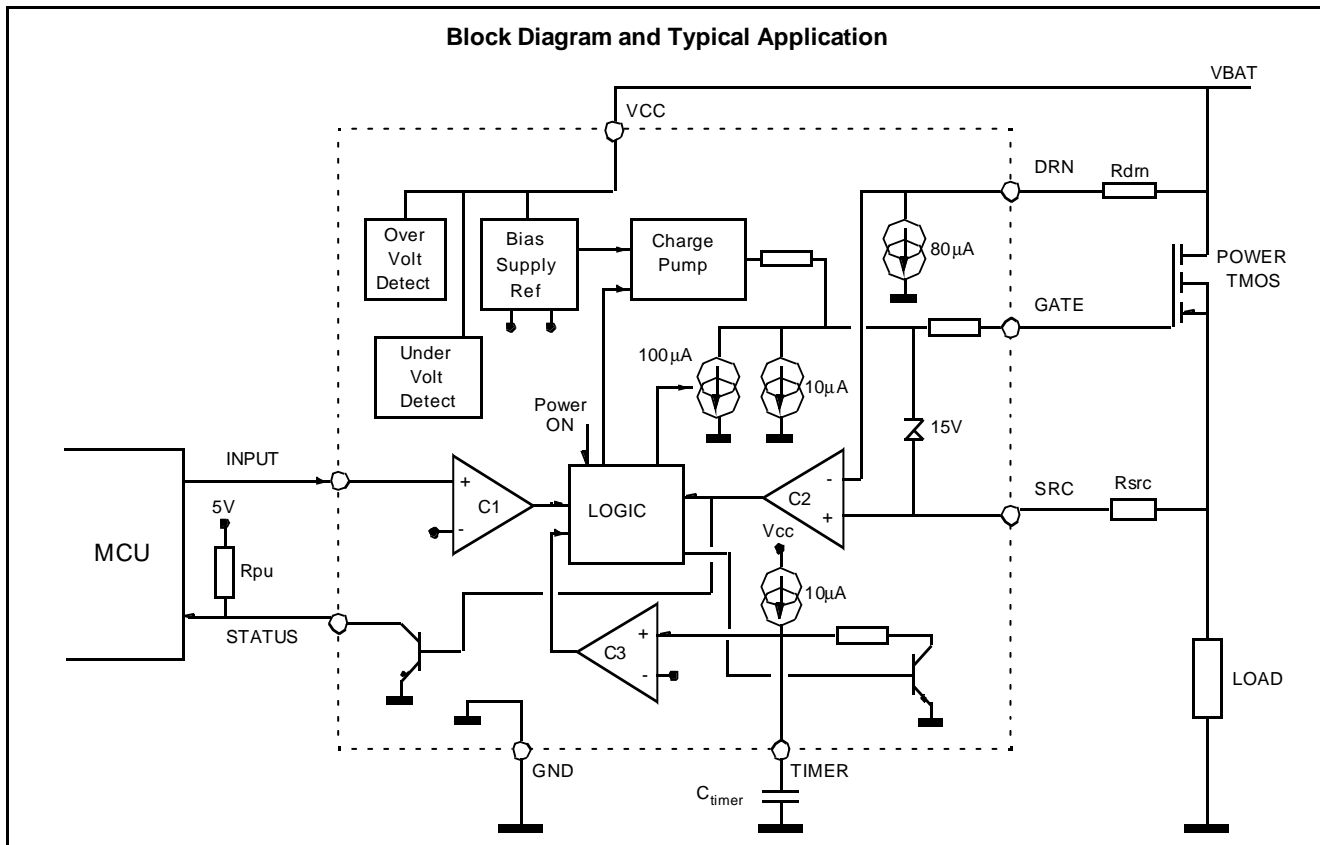 Block Diagram and Typical Application
VBAT
VCC
DRN
Rdrn
Over
Volt
Detect
Bias
Supply
Ref
Charge
Pump
80µA
POWER
TMOS
GATE
Under
Volt
Detect
100µA
10µA
Power
ON
15V
INPUT
+
-
C1
LOGIC
C2
-
+
SRC
Rsrc
5V
MCU
Rpu
Vcc
10µA
STATUS
+
-
C3
LOAD
GND
TIMER
Ctimer